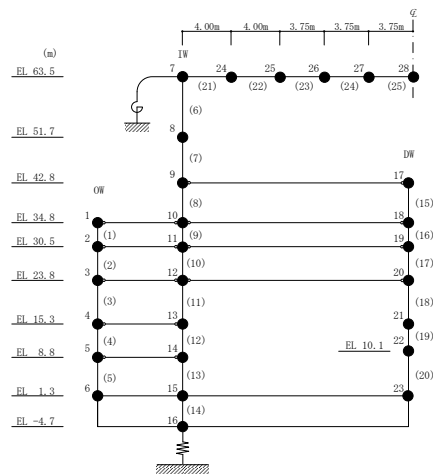 ℄
4.00m 4.00m 3.75m 3.75m 3.75m
(m) IW
EL 63.5 7 24 25 26 27 28
(21) (22) (23) (24) (25)
(6)
EL 51.7 8
(7)
DW
EL 42.8 9 17
OW
(8) (15)
EL 34.8 1 10 18
(1) (9) (16)
EL 30.5 2 11 19
(2) (10) (17)
EL 23.8 3 12 20
(3) (11) (18)
EL 15.3 4 13 21
(4) (12) (19)
EL 10.1 22
EL 8.8 5 14
(5) (13) (20)
EL 1.3 6 15 23
(14)
EL -4.7 16